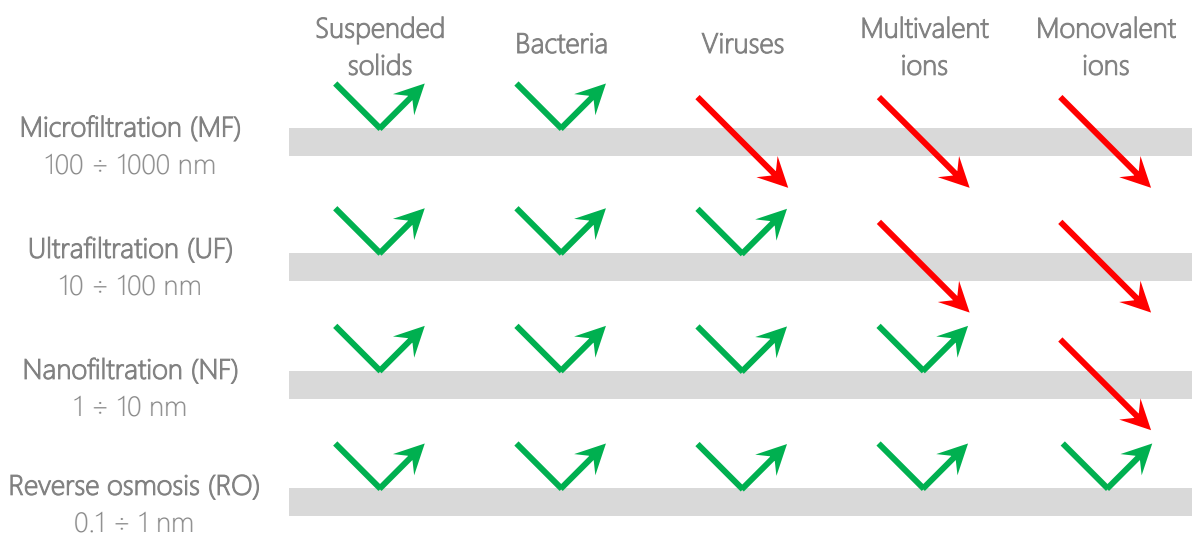 Suspended
solids
Bacteria
Viruses
Multivalent
ions
Monovalent
ions
Microfiltration (MF)
100 ÷ 1000 nm
Ultrafiltration (UF)
10 ÷ 100 nm
Nanofiltration (NF)
1 ÷ 10 nm
Reverse osmosis (RO)
0.1 ÷ 1 nm